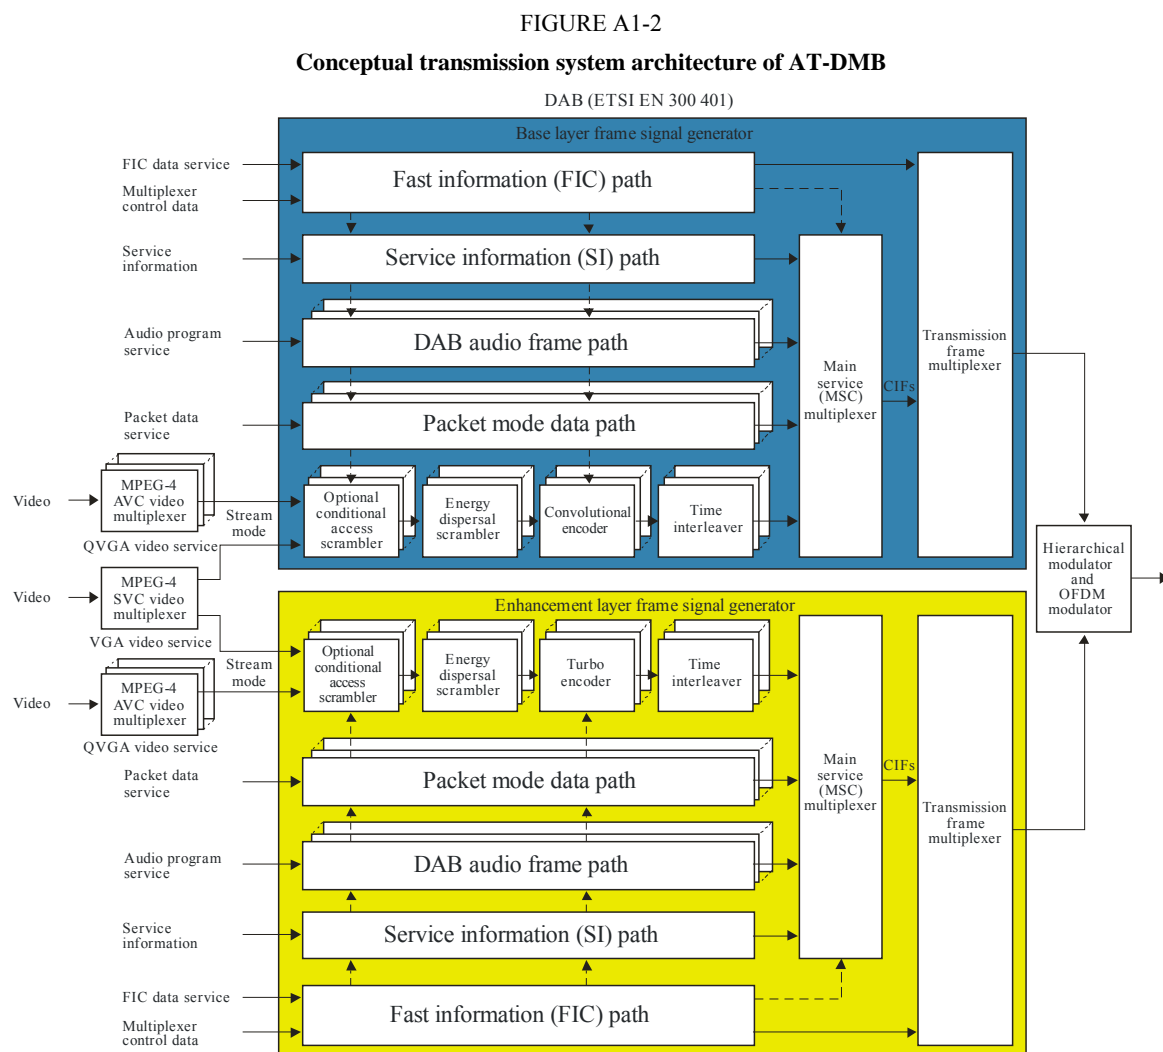 FIGURE A1-2
Conceptual transmission system architecture of AT-DMB
DAB (ETSI EN 300 401)
Base layer frame signal generator
FIC data service
Multiplexer
control data
Fast information (FIC) path
Service
information
Service information (SI) path
Audio program
service
DAB audio frame path
Packet data
service
Packet mode data path
Main
service
(MSC)
multiplexer
CIFs
Transmission
frame
multiplexer
Video
MPEG-4
AVC video
multiplexer
Stream
mode
QVGA video service
Optional
conditional
access
scrambler
Energy
dispersal
scrambler
Convolutional
encoder
Time
interleaver
Video
MPEG-4
SVC video
multiplexer
VGA video service
Hierarchical
modulator
and
OFDM
modulator
Enhancement layer frame signal generator
Stream
mode
Video
MPEG-4
AVC video
multiplexer
QVGA video service
Optional
conditional
access
scrambler
Energy
dispersal
scrambler
Turbo
encoder
Time
interleaver
Packet data
service
Packet mode data path
Main
service
(MSC)
multiplexer
CIFs
Transmission
frame
multiplexer
Audio program
service
DAB audio frame path
Service
information
Service information (SI) path
FIC data service
Multiplexer
control data
Fast information (FIC) path